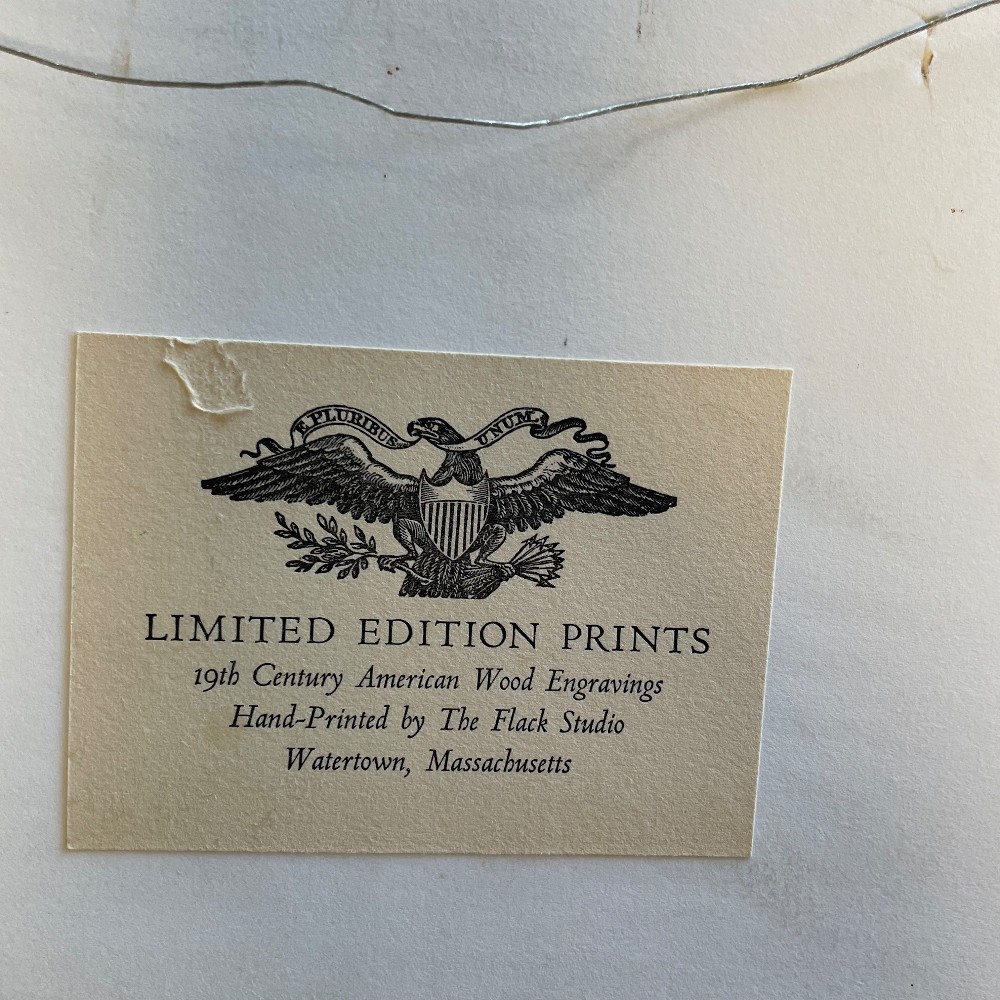 E PLURIBUS UNUM
LIMITED EDITION PRINTS
19th Century American Wood Engravings
Hand-Printed by The Flack Studio
Watertown, Massachusetts